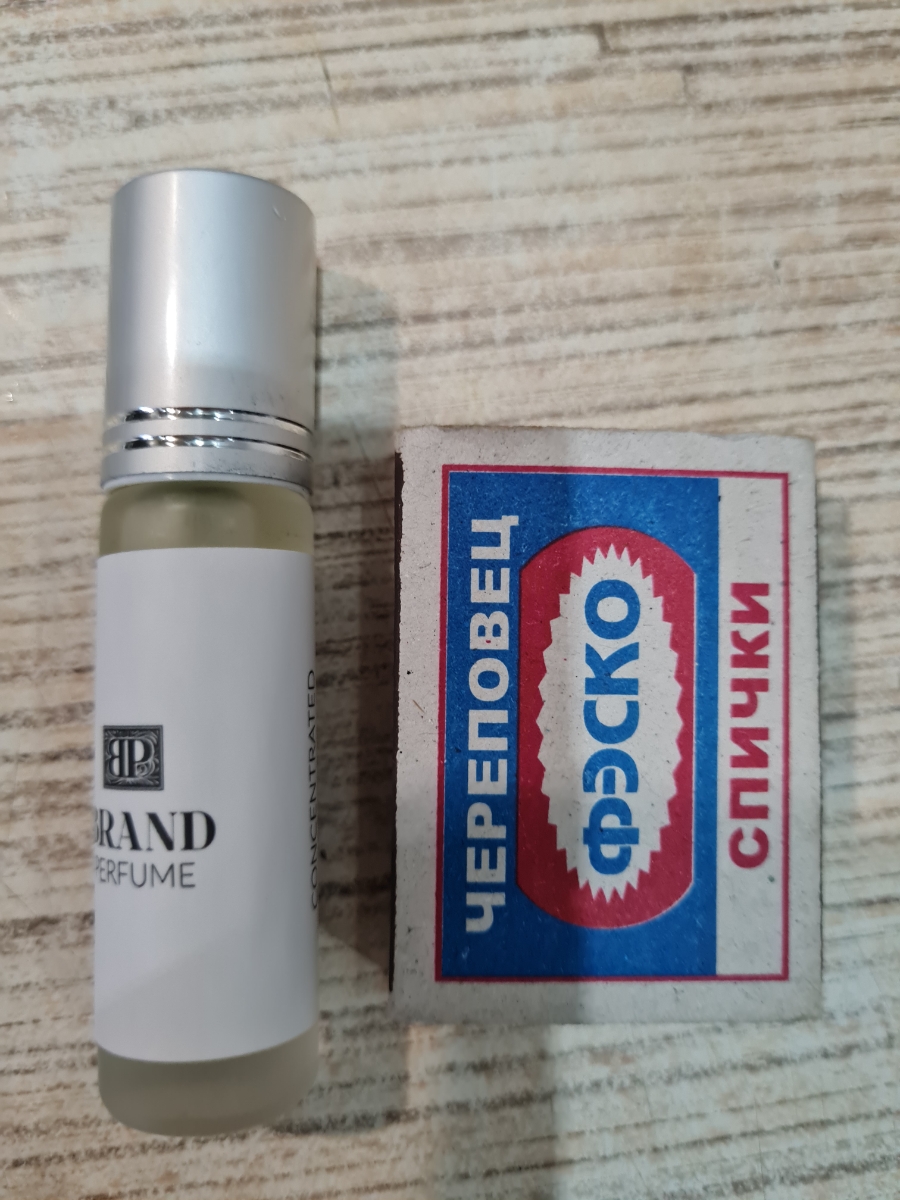 BP
BRAND
PERFUME
CONCENTRATED
ЧЕРЕПОВЕЦ
ФЭСКО
СПИЧКИ